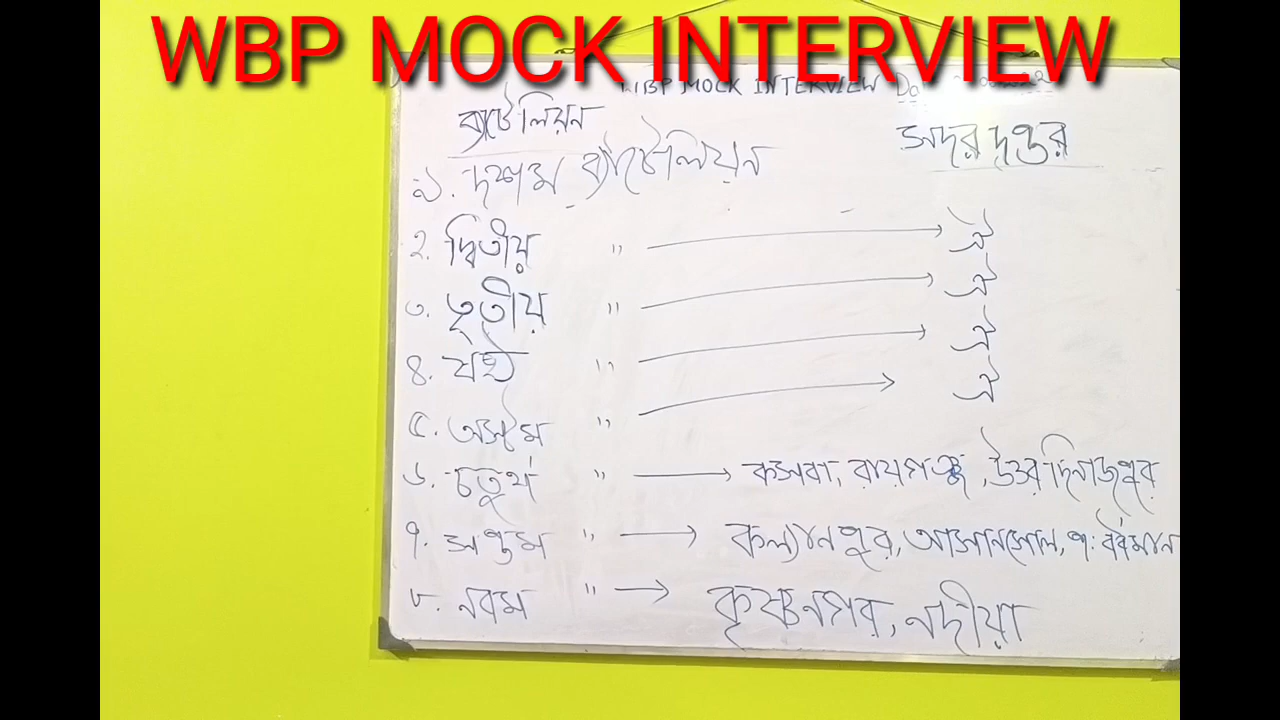 WBP MOCK INTERVIEW
WBP MOCK INTERVIEW
ব্যাটেলিয়ন সদর দপ্তর
১. দশম ব্যাটেলিয়ন
২. দ্বিতীয় " → ঐ
৩. তৃতীয় " → ঐ
৪. ষষ্ঠ " → ঐ
৫. অষ্টম " → ঐ
৬. চতুর্থ " → কসবা, রায়গঞ্জ, উত্তর দিনাজপুর
৭. সপ্তম " → কল্যানপুর, আসানসোল, প: বর্ধমান
৮. নবম " → কৃষ্ণনগর, নদীয়া